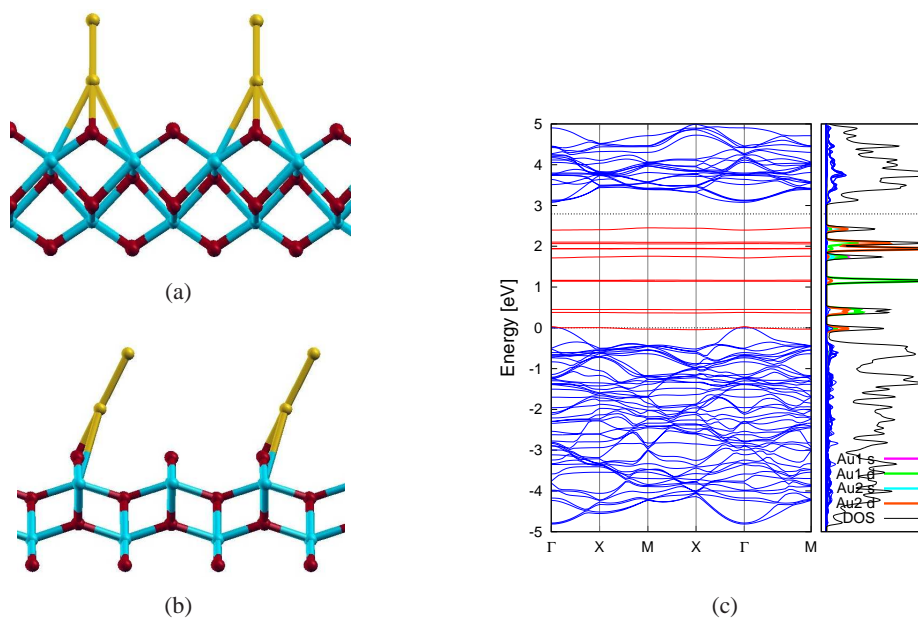 (a)
(b)
Energy [eV]
5
4
3
2
1
0
-1
-2
-3
-4
-5
Γ X M X Γ M
Au1 s
Au1 d
Au2 s
Au2 d
DOS
(c)